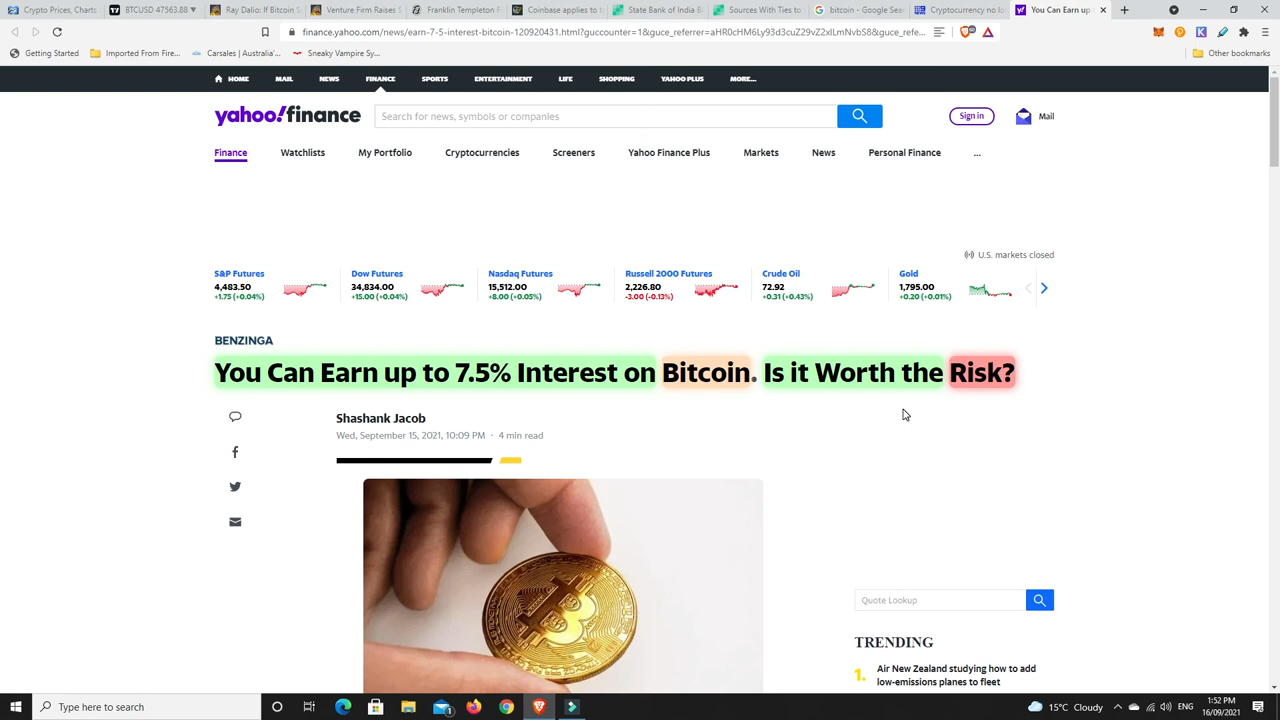 Crypto Prices, Chart
BTCUSD 47563.88
Ray Dalio: If Bitcoin S
Venture Firm Raises S
Franklin Templeton F
Coinbase applies to t
State Bank of India B
Sources With Ties to
bitcoin - Google Sea
Cryptocurrency no lo
You Can Earn up
finance.yahoo.com/news/earn-7-5-interest-bitcoin-120920431.html?guccounter=1&guce_referrer=
Getting Started
Imported From Fire...
Carsales | Australia'...
Sneaky Vampire Sy...
Other bookmarks
HOME MAIL NEWS FINANCE SPORTS ENTERTAINMENT LIFE SHOPPING YAHOO PLUS MORE...
yahoo!finance
Search for news, symbols or companies
Sign in
Mail
Finance Watchlists My Portfolio Cryptocurrencies Screeners Yahoo Finance Plus Markets News Personal Finance ...
U.S. markets closed
S&P Futures
4,483.50
+1.75 (+0.04%)
Dow Futures
34,834.00
+15.00 (+0.04%)
Nasdaq Futures
15,512.00
+8.00 (+0.05%)
Russell 2000 Futures
2,226.80
-3.00 (-0.13%)
Crude Oil
72.92
+0.31 (+0.43%)
Gold
1,795.00
+0.20 (+0.01%)
BENZINGA
You Can Earn up to 7.5% Interest on Bitcoin. Is it Worth the Risk?
Shashank Jacob
Wed, September 15, 2021, 10:09 PM · 4 min read
Quote Lookup
TRENDING
1. Air New Zealand studying how to add
low-emissions planes to fleet
Type here to search
15°C Cloudy
ENG
1:52 PM
16/09/2021